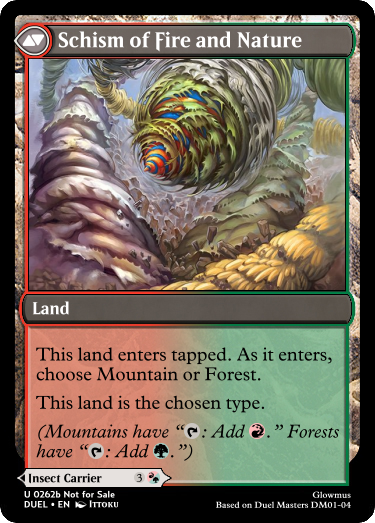 Schism of Fire and Nature
Land
This land enters tapped. As it enters,
choose Mountain or Forest.
This land is the chosen type.
(Mountains have “: Add .” Forests
have “: Add .”)
Insect Carrier 3
U 0262b Not for Sale
DUEL • EN Ittoku
Glowmus
Based on Duel Masters DM01-04